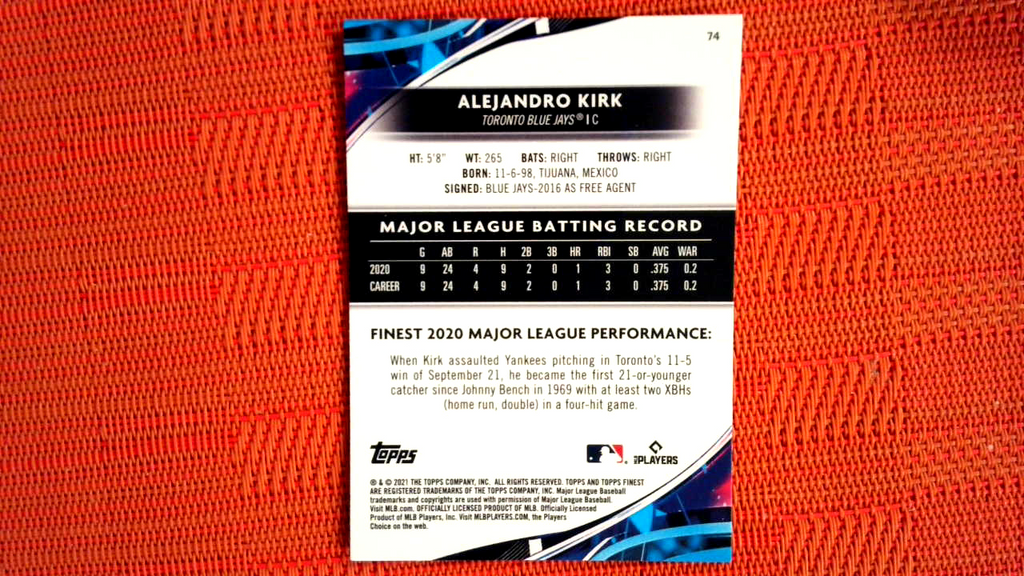 74
ALEJANDRO KIRK
TORONTO BLUE JAYS® | C
HT: 5'8" WT: 265 BATS: RIGHT THROWS: RIGHT
BORN: 11-6-98, TIJUANA, MEXICO
SIGNED: BLUE JAYS-2016 AS FREE AGENT
MAJOR LEAGUE BATTING RECORD
G AB R H 2B 3B HR RBI SB AVG WAR
2020 9 24 4 9 2 0 1 3 0 .375 0.2
CAREER 9 24 4 9 2 0 1 3 0 .375 0.2
FINEST 2020 MAJOR LEAGUE PERFORMANCE:
When Kirk assaulted Yankees pitching in Toronto's 11-5
win of September 21, he became the first 21-or-younger
catcher since Johnny Bench in 1969 with at least two XBHs
(home run, double) in a four-hit game.
Topps
MLB PLAYERS
® & © 2021 THE TOPPS COMPANY, INC. ALL RIGHTS RESERVED. TOPPS AND TOPPS FINEST
ARE REGISTERED TRADEMARKS OF THE TOPPS COMPANY, INC. Major League Baseball
trademarks and copyrights are used with permission of Major League Baseball.
Visit MLB.com. OFFICIALLY LICENSED PRODUCT OF MLB. Officially Licensed
Product of MLB Players, Inc. Visit MLBPLAYERS.COM, the Players
Choice on the web.